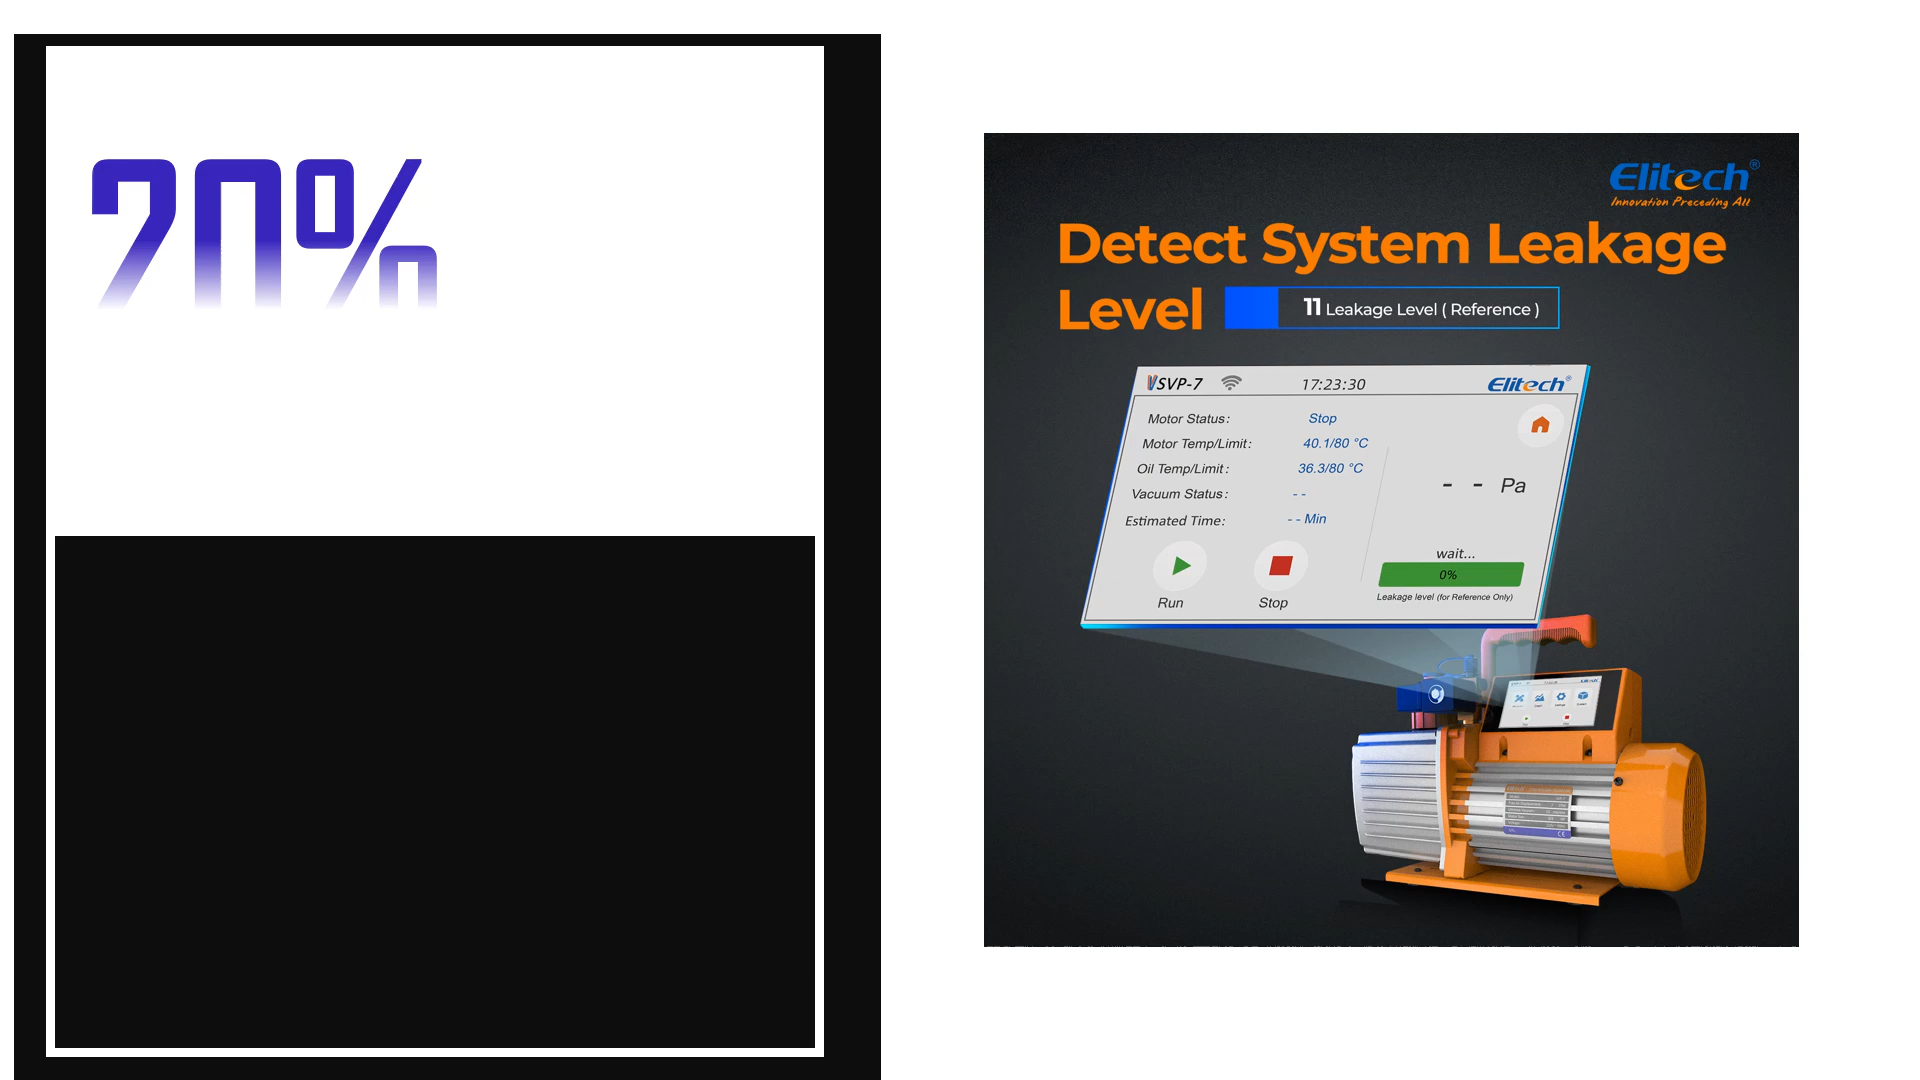 20%
Elitech®
Innovation Preceding All
Detect System Leakage
Level
11 Leakage Level ( Reference )
SVP-7
17:23:30
Elitech®
Motor Status: Stop
Motor Temp/Limit: 40.1/80 °C
Oil Temp/Limit: 36.3/80 °C
Vacuum Status: - -
Estimated Time: - - Min
- - Pa
wait...
0%
Leakage level (for Reference Only)
Run
Stop